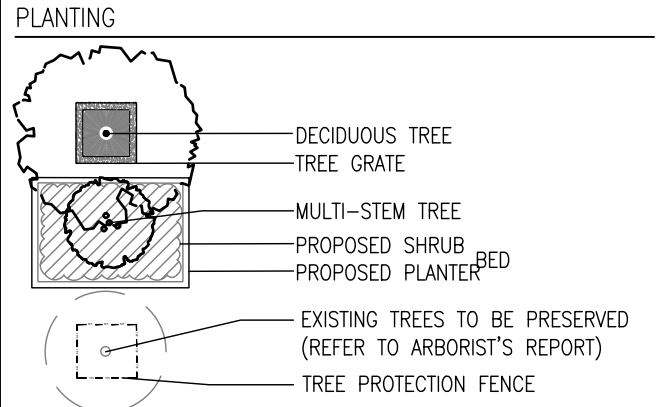 PLANTING
DECIDUOUS TREE
TREE GRATE
MULTI-STEM TREE
PROPOSED SHRUB BED
PROPOSED PLANTER
EXISTING TREES TO BE PRESERVED
(REFER TO ARBORIST'S REPORT)
TREE PROTECTION FENCE